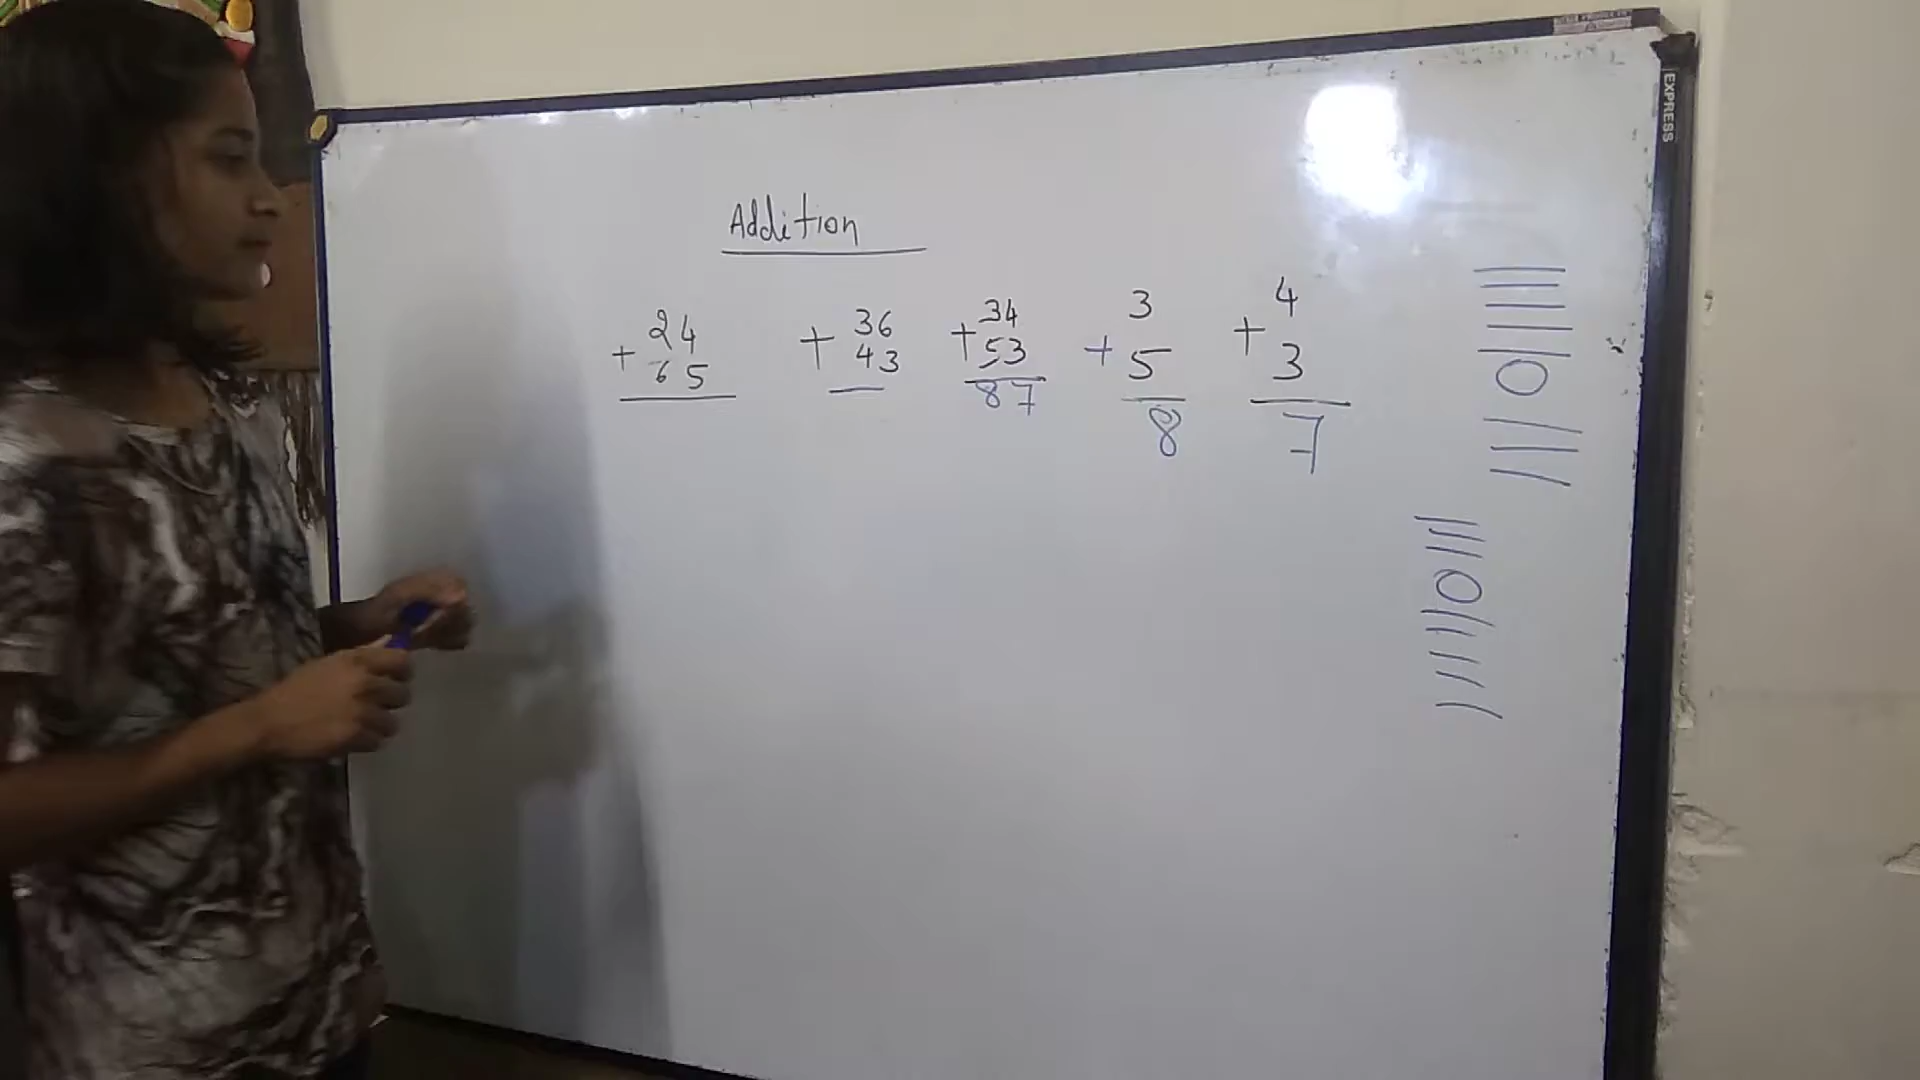 Addition
24 36 34 3 4
+ 65 + 43 + 53 + 5 + 3
87 8 7
EXPRESS